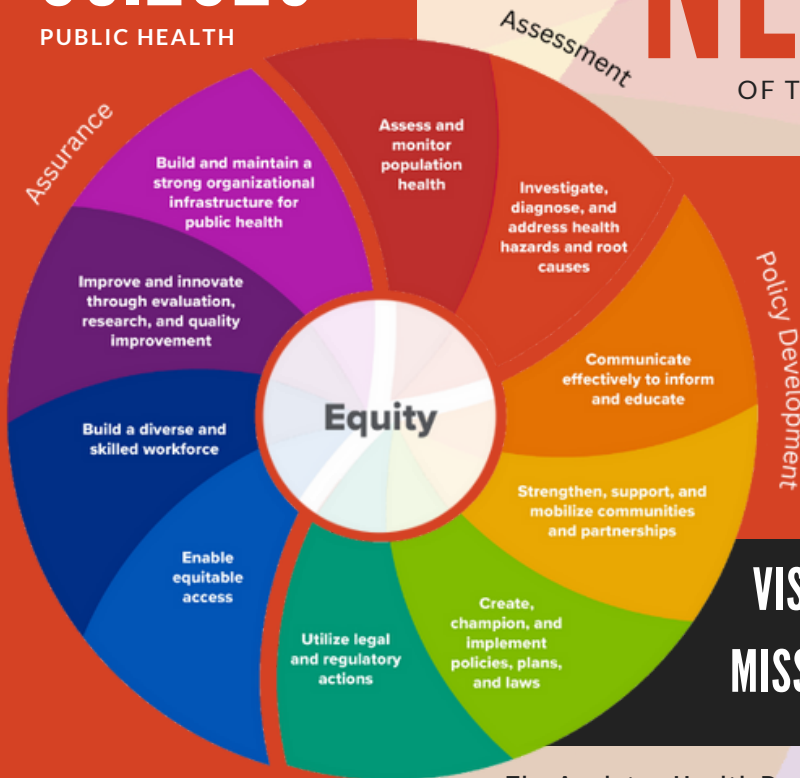 PUBLIC HEALTH
OF T
Assessment
Assurance
Policy Development
Assess and
monitor
population
health
Investigate,
diagnose, and
address health
hazards and root
causes
Communicate
effectively to inform
and educate
Strengthen, support, and
mobilize communities
and partnerships
Create,
champion, and
implement
policies, plans,
and laws
Utilize legal
and regulatory
actions
Enable
equitable
access
Build a diverse and
skilled workforce
Improve and innovate
through evaluation,
research, and quality
improvement
Build and maintain a
strong organizational
infrastructure for
public health
Equity
VIS
MISS